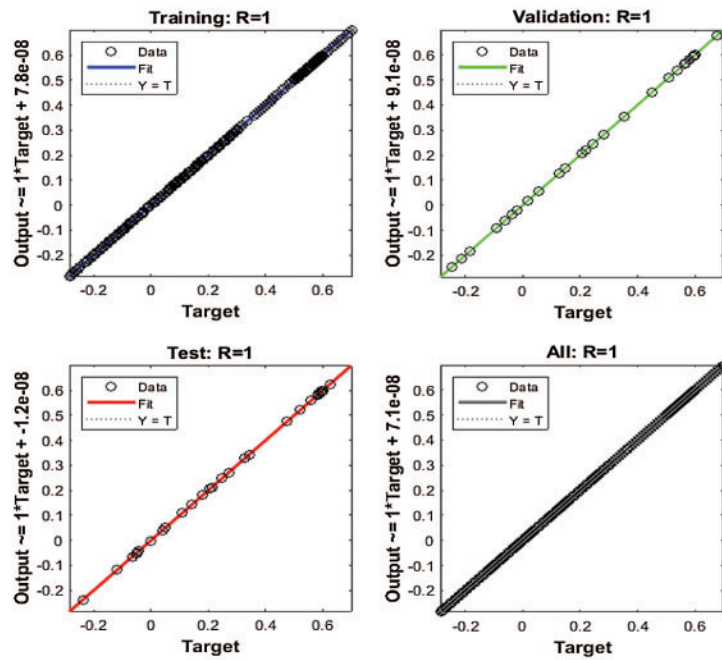 Training: R=1
Output ~= 1*Target + 7.8e-08
0.6
0.5
0.4
0.3
0.2
0.1
0
-0.1
-0.2
Data
Fit
Y = T
-0.2
0
0.2
0.4
0.6
Target
Validation: R=1
Output ~= 1*Target + 9.1e-08
0.6
0.5
0.4
0.3
0.2
0.1
0
-0.1
-0.2
Data
Fit
Y = T
-0.2
0
0.2
0.4
0.6
Target
Test: R=1
Output ~= 1*Target + -1.2e-08
0.6
0.5
0.4
0.3
0.2
0.1
0
-0.1
-0.2
Data
Fit
Y = T
-0.2
0
0.2
0.4
0.6
Target
All: R=1
Output ~= 1*Target + 7.1e-08
0.6
0.5
0.4
0.3
0.2
0.1
0
-0.1
-0.2
Data
Fit
Y = T
-0.2
0
0.2
0.4
0.6
Target